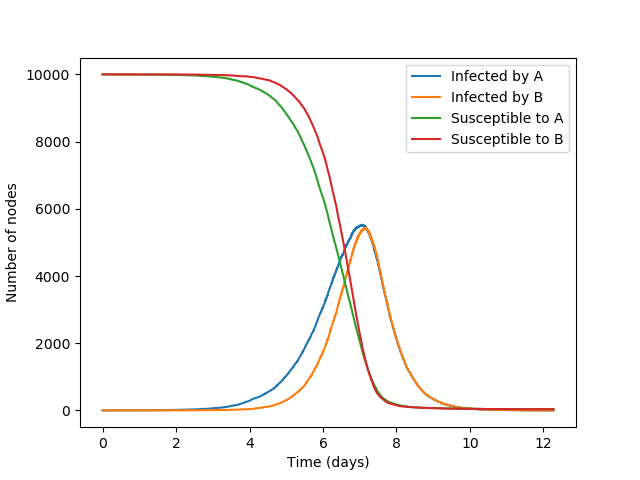 10000
8000
6000
4000
2000
0
Number of nodes
Infected by A
Infected by B
Susceptible to A
Susceptible to B
0 2 4 6 8 10 12
Time (days)